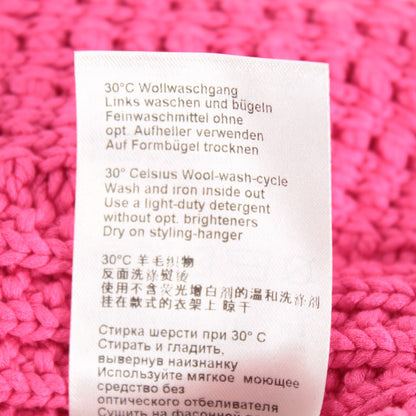 30°C Wollwaschgang
Links waschen und bügeln
Feinwaschmittel ohne
opt. Aufheller verwenden
Auf Formbügel trocknen
30° Celsius Wool-wash-cycle
Wash and iron inside out
Use a light-duty detergent
without opt. brighteners
Dry on styling-hanger
30°C 羊毛织物
反面洗涤熨烫
使用不含荧光增白剂的温和洗涤剂
挂在款式的衣架上 晾干
Стирка шерсти при 30° C
Стирать и гладить,
вывернув наизнанку
Используйте мягкое моющее
средство без
оптического отбеливателя
Сушить на фасонной